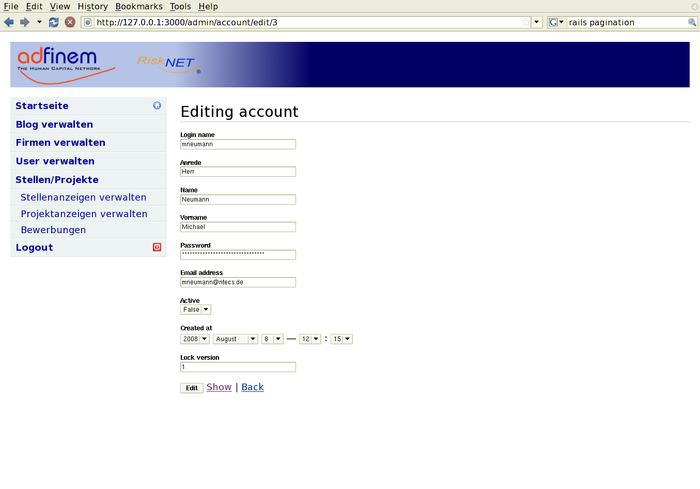 File Edit View History Bookmarks Tools Help
http://127.0.0.1:3000/admin/account/edit/3
rails pagination
adfinem
THE HUMAN CAPITAL NETWORK
RiskNET
Startseite
Blog verwalten
Firmen verwalten
User verwalten
Stellen/Projekte
Stellenanzeigen verwalten
Projektanzeigen verwalten
Bewerbungen
Logout
Editing account
Login name
mneumann
Anrede
Herr
Name
Neumann
Vorname
Michael
Password
********************************
Email address
mneumann@ntecs.de
Active
False
Created at
2008 August 8 — 12 : 15
Lock version
1
Edit Show | Back